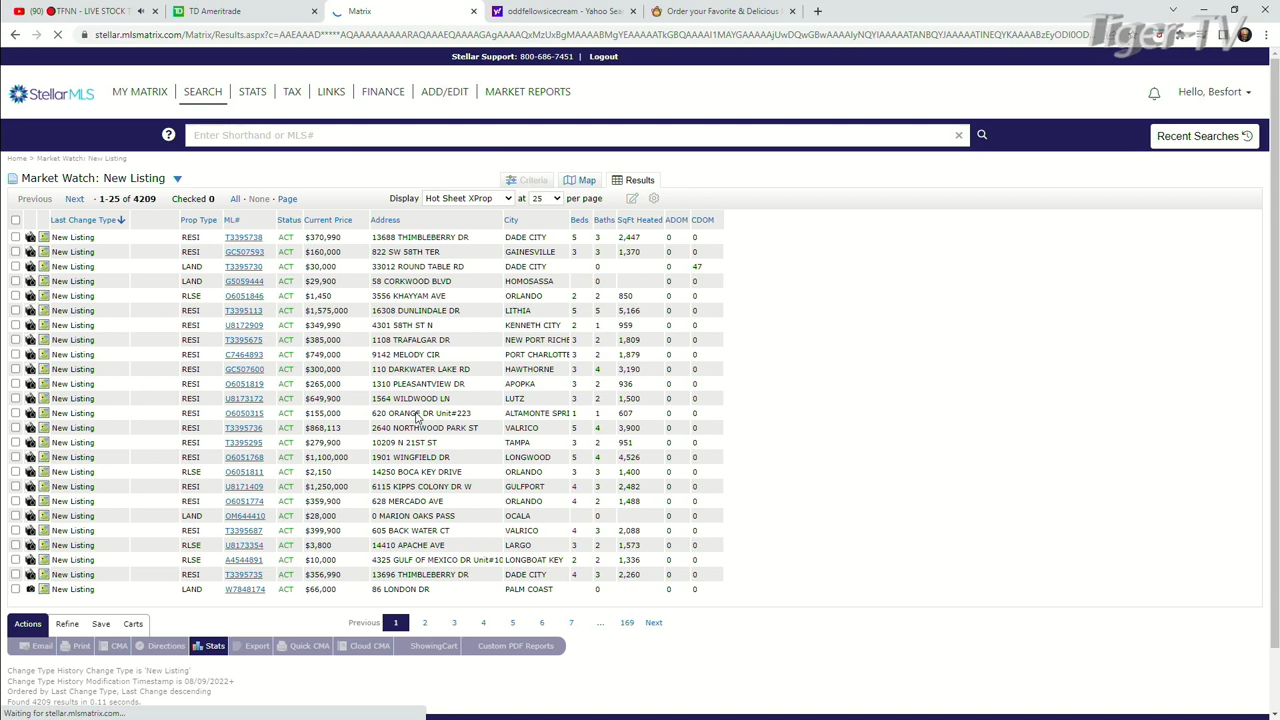 (90) 🔴TFNN - LIVE STOCK T
TD Ameritrade
Matrix
oddfellowsicecream - Yahoo Sea
Order your Favorite & Delicious
stellar.mlsmatrix.com/Matrix/Results.aspx?c=
Tiger-TV
Stellar Support: 800-686-7451 | Logout
StellarMLS
MY MATRIX SEARCH STATS TAX LINKS FINANCE ADD/EDIT MARKET REPORTS
Hello, Besfort
Enter Shorthand or MLS#
Recent Searches
Home > Market Watch: New Listing
Market Watch: New Listing
Criteria Map Results
Previous Next · 1-25 of 4209 Checked 0 All · None · Page Display Hot Sheet XProp at 25 per page
Last Change Type Prop Type ML# Status Current Price Address City Beds Baths SqFt Heated ADOM CDOM
New Listing RESI T3395738 ACT $370,990 13688 THIMBLEBERRY DR DADE CITY 5 3 2,447 0 0
New Listing RESI GC507593 ACT $160,000 822 SW 58TH TER GAINESVILLE 3 3 1,370 0 0
New Listing LAND T3395730 ACT $30,000 33012 ROUND TABLE RD DADE CITY 0 0 47
New Listing LAND G5059444 ACT $29,900 58 CORKWOOD BLVD HOMOSASSA 0 0 0
New Listing RLSE O6051846 ACT $1,450 3556 KHAYYAM AVE ORLANDO 2 2 850 0 0
New Listing RESI T3395113 ACT $1,575,000 16308 DUNLINDALE DR LITHIA 5 5 5,166 0 0
New Listing RESI U8172909 ACT $349,990 4301 58TH ST N KENNETH CITY 2 1 959 0 0
New Listing RESI T3395675 ACT $385,000 1108 TRAFALGAR DR NEW PORT RICHE 3 2 1,809 0 0
New Listing RESI C7464893 ACT $749,000 9142 MELODY CIR PORT CHARLOTTE 3 2 1,879 0 0
New Listing RESI GC507600 ACT $300,000 110 DARKWATER LAKE RD HAWTHORNE 3 4 3,190 0 0
New Listing RESI O6051819 ACT $265,000 1310 PLEASANTVIEW DR APOPKA 3 2 936 0 0
New Listing RESI U8173172 ACT $649,900 1564 WILDWOOD LN LUTZ 3 2 1,500 0 0
New Listing RESI O6050315 ACT $155,000 620 ORANGE DR Unit#223 ALTAMONTE SPRI 1 1 607 0 0
New Listing RESI T3395736 ACT $868,113 2640 NORTHWOOD PARK ST VALRICO 5 4 3,900 0 0
New Listing RESI T3395295 ACT $279,900 10209 N 21ST ST TAMPA 3 2 951 0 0
New Listing RESI O6051768 ACT $1,100,000 1901 WINGFIELD DR LONGWOOD 5 4 4,526 0 0
New Listing RLSE O6051811 ACT $2,150 14250 BOCA KEY DRIVE ORLANDO 3 3 1,400 0 0
New Listing RESI U8171409 ACT $1,250,000 6115 KIPPS COLONY DR W GULFPORT 4 3 2,482 0 0
New Listing RESI O6051774 ACT $359,900 628 MERCADO AVE ORLANDO 4 2 1,488 0 0
New Listing LAND OM644410 ACT $28,000 0 MARION OAKS PASS OCALA 0 0 0
New Listing RESI T3395687 ACT $399,900 605 BACK WATER CT VALRICO 4 3 2,088 0 0
New Listing RLSE U8173354 ACT $3,800 14410 APACHE AVE LARGO 3 2 1,573 0 0
New Listing RLSE A4544891 ACT $10,000 4325 GULF OF MEXICO DR Unit#10 LONGBOAT KEY 2 2 1,336 0 0
New Listing RESI T3395735 ACT $356,990 13696 THIMBLEBERRY DR DADE CITY 4 3 2,260 0 0
New Listing LAND W7848174 ACT $66,000 86 LONDON DR PALM COAST 0 0 0
Actions Refine Save Carts Previous 1 2 3 4 5 6 7 ... 169 Next
Email Print CMA Directions Stats Export Quick CMA Cloud CMA ShowingCart Custom PDF Reports
Change Type History Change Type is 'New Listing'
Change Type History Modification Timestamp is 08/09/2022+
Ordered by Last Change Type, Last Change descending
Found 4209 results in 0.11 seconds.
Waiting for stellar.mlsmatrix.com...